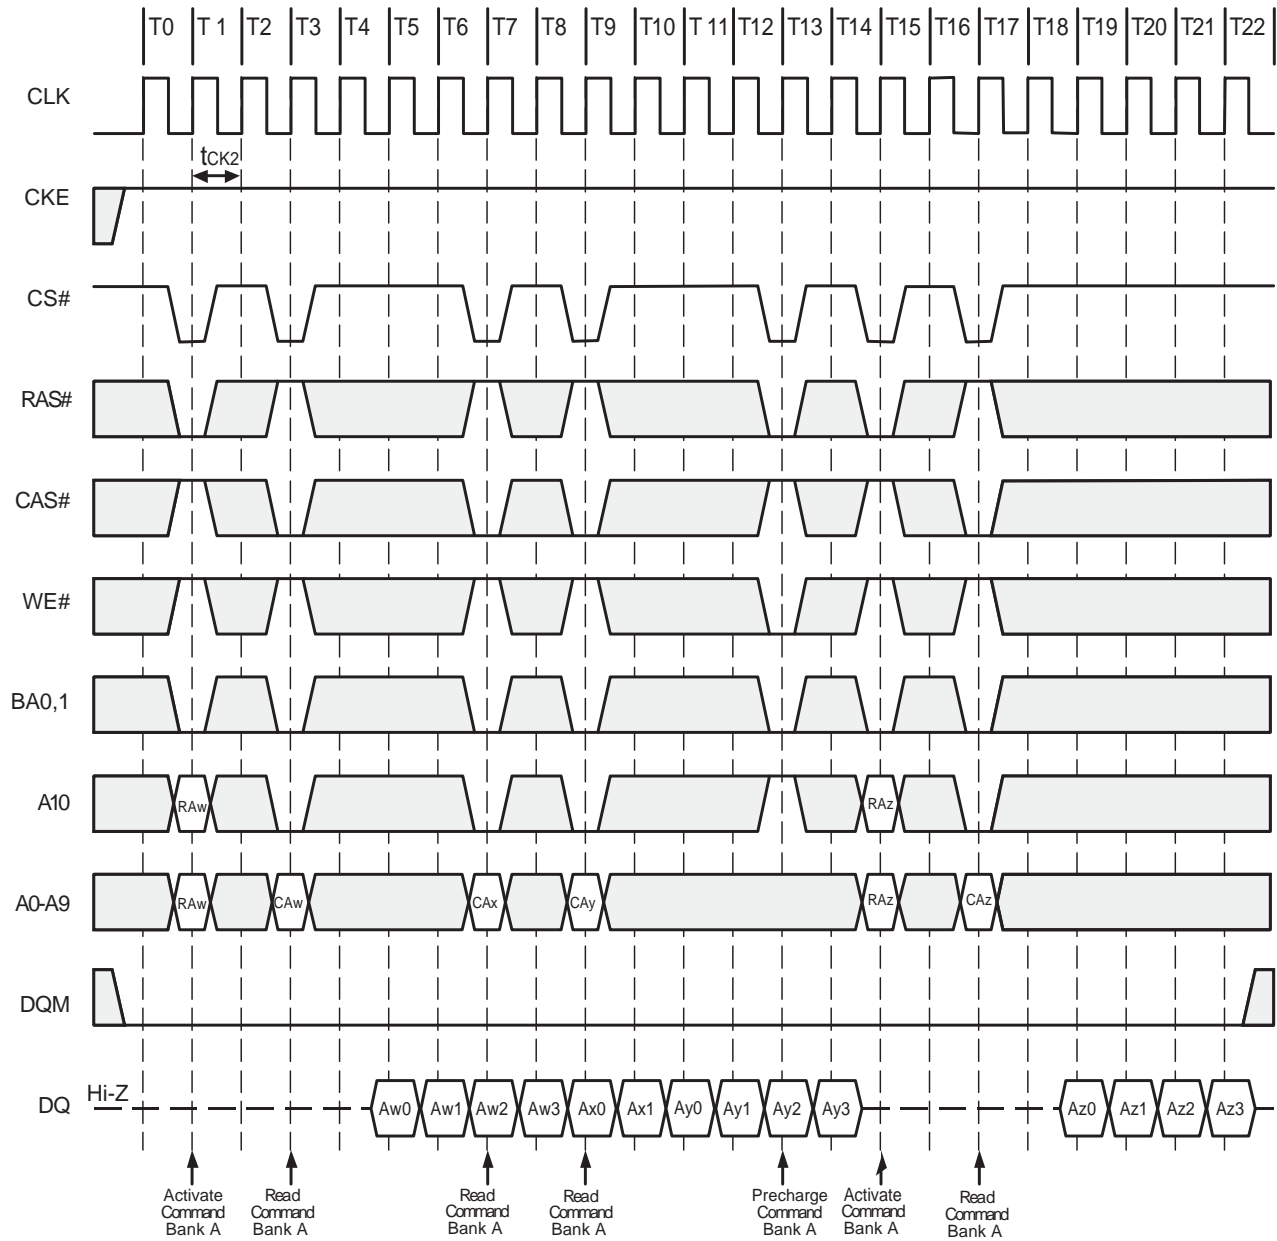 T0 T 1 T2 T3 T4 T5 T6 T7 T8 T9 T10 T 11 T12 T13 T14 T15 T16 T17 T18 T19 T20 T21 T22
CLK
tCK2
CKE
CS#
RAS#
CAS#
WE#
BA0,1
A10 RAw RAz
A0-A9 RAw CAw CAx CAy RAz CAz
DQM
DQ Hi-Z Aw0 Aw1 Aw2 Aw3 Ax0 Ax1 Ay0 Ay1 Ay2 Ay3 Az0 Az1 Az2 Az3
Activate
Command
Bank A
Read
Command
Bank A
Read
Command
Bank A
Read
Command
Bank A
Precharge
Command
Bank A
Activate
Command
Bank A
Read
Command
Bank A